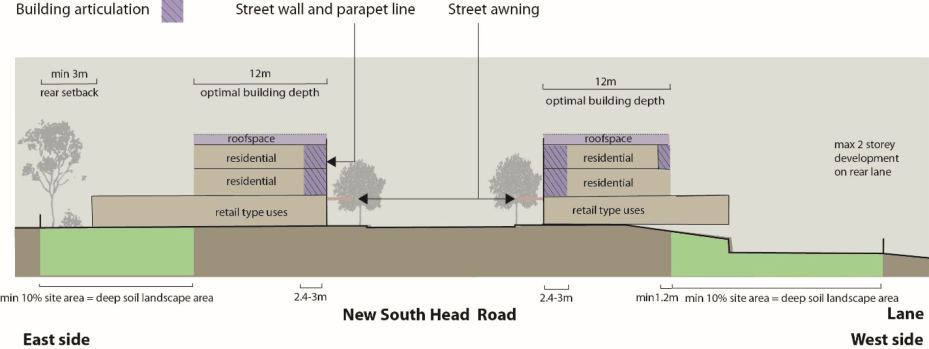 Building articulation
Street wall and parapet line
Street awning
min 3m
rear setback
12m
optimal building depth
12m
optimal building depth
roofspace
residential
residential
retail type uses
roofspace
residential
residential
retail type uses
max 2 storey
development
on rear lane
min 10% site area = deep soil landscape area
2.4-3m
2.4-3m
min1.2m
min 10% site area = deep soil landscape area
New South Head Road
Lane
East side
West side